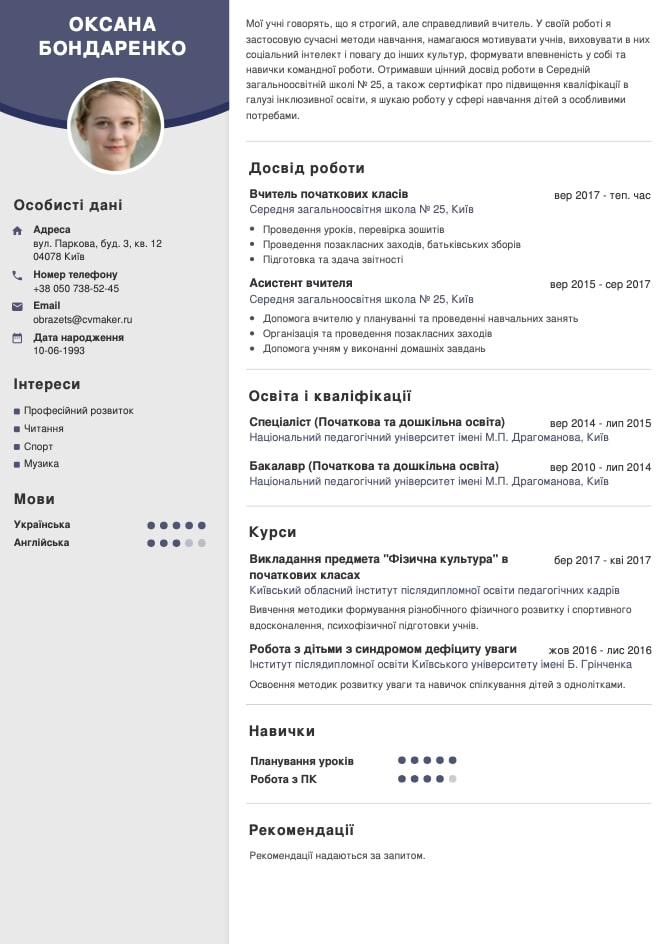 ОКСАНА
БОНДАРЕНКО
Особисті дані
Адреса
вул. Паркова, буд. 3, кв. 12
04078 Київ
Номер телефону
+38 050 738-52-45
Email
obrazets@cvmaker.ru
Дата народження
10-06-1993
Інтереси
Професійний розвиток
Читання
Спорт
Музика
Мови
Українська
Англійська
Мої учні говорять, що я строгий, але справедливий вчитель. У своїй роботі я
застосовую сучасні методи навчання, намагаюся мотивувати учнів, виховувати в них
соціальний інтелект і повагу до інших культур, формувати впевненість у собі та
навички командної роботи. Отримавши цінний досвід роботи в Середній
загальноосвітній школі № 25, а також сертифікат про підвищення кваліфікації в
галузі інклюзивної освіти, я шукаю роботу у сфері навчання дітей з особливими
потребами.
Досвід роботи
Вчитель початкових класів вер 2017 - теп. час
Середня загальноосвітня школа № 25, Київ
Проведення уроків, перевірка зошитів
Проведення позакласних заходів, батьківських зборів
Підготовка та здача звітності
Асистент вчителя вер 2015 - сер 2017
Середня загальноосвітня школа № 25, Київ
Допомога вчителю у плануванні та проведенні навчальних занять
Організація та проведення позакласних заходів
Допомога учням у виконанні домашніх завдань
Освіта і кваліфікації
Спеціаліст (Початкова та дошкільна освіта) вер 2014 - лип 2015
Національний педагогічний університет імені М.П. Драгоманова, Київ
Бакалавр (Початкова та дошкільна освіта) вер 2010 - лип 2014
Національний педагогічний університет імені М.П. Драгоманова, Київ
Курси
Викладання предмета "Фізична культура" в бер 2017 - кві 2017
початкових класах
Київський обласний інститут післядипломної освіти педагогічних кадрів
Вивчення методики формування різнобічного фізичного розвитку і спортивного
вдосконалення, психофізичної підготовки учнів.
Робота з дітьми з синдромом дефіциту уваги жов 2016 - лис 2016
Інститут післядипломної освіти Київського університету імені Б. Грінченка
Освоєння методик розвитку уваги та навичок спілкування дітей з однолітками.
Навички
Планування уроків
Робота з ПК
Рекомендації
Рекомендації надаються за запитом.